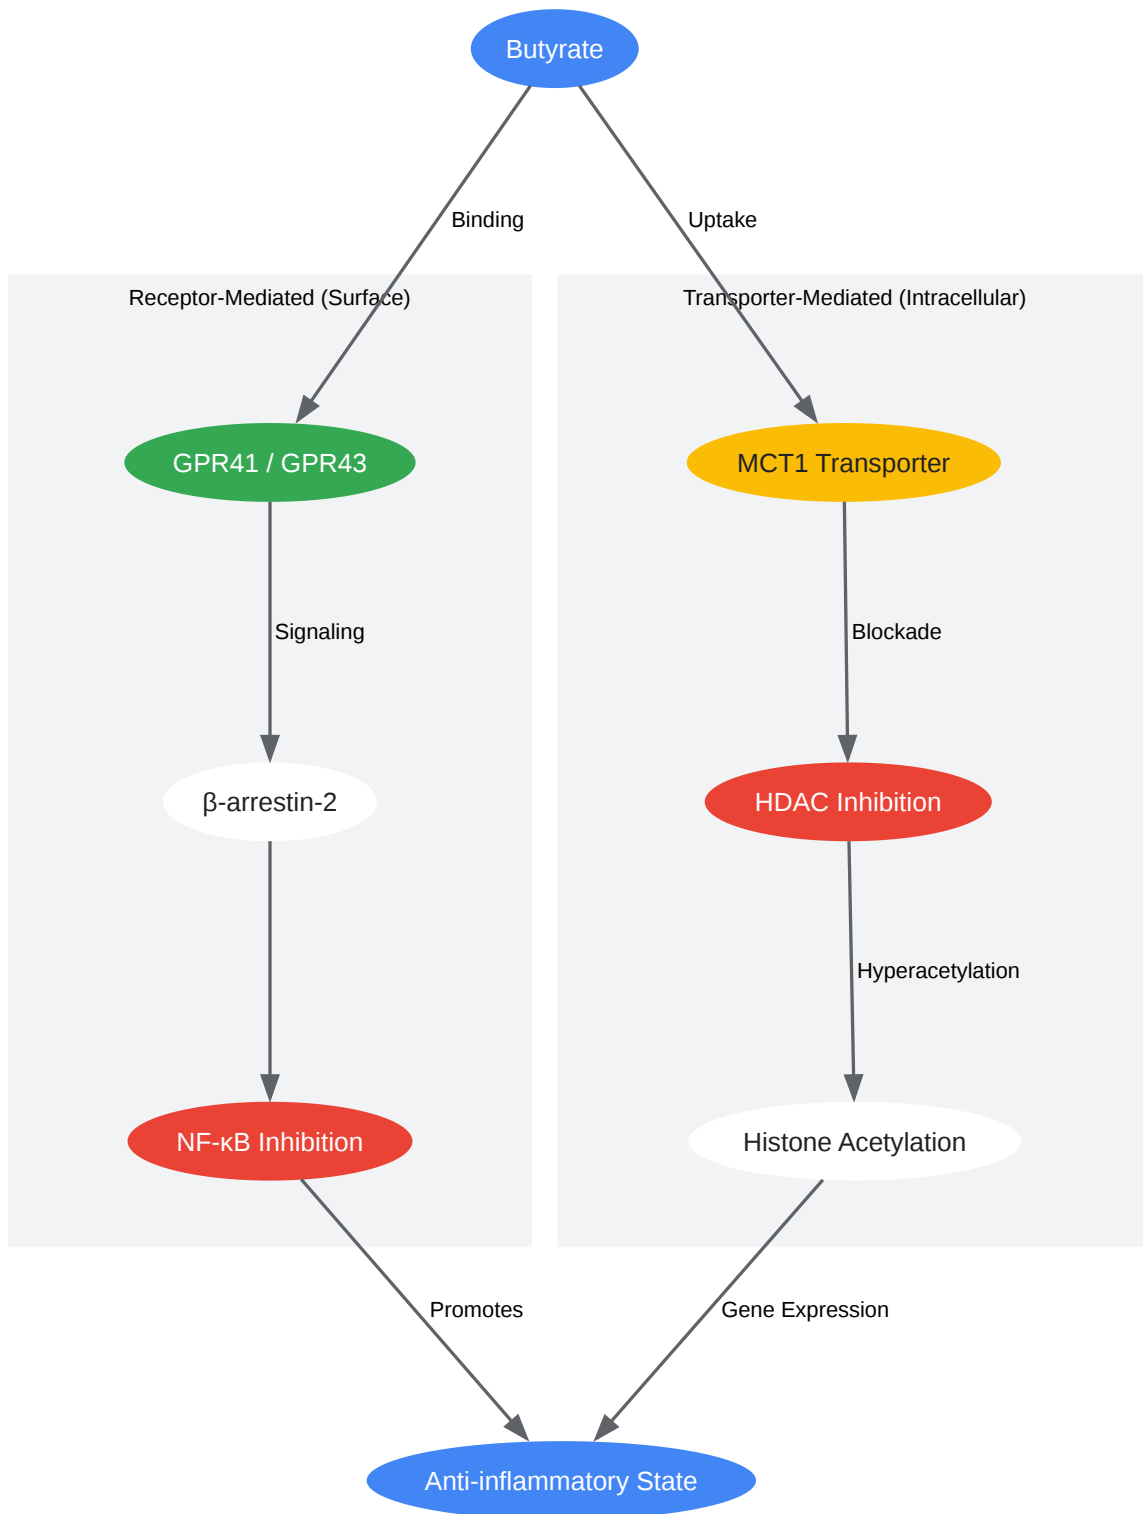 Butyrate
Binding
Uptake
Receptor-Mediated (Surface)
Transporter-Mediated (Intracellular)
GPR41 / GPR43
MCT1 Transporter
Signaling
Blockade
β-arrestin-2
HDAC Inhibition
Hyperacetylation
NF-κB Inhibition
Histone Acetylation
Promotes
Gene Expression
Anti-inflammatory State